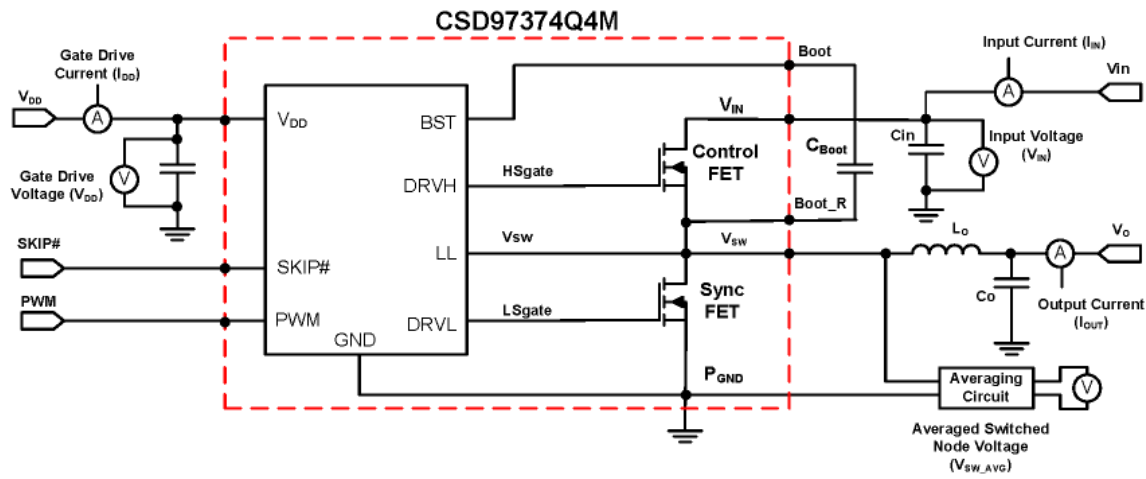 CSD97374Q4M
Gate Drive
Current (IDD)
VDD
A
V
Gate Drive
Voltage (VDD)
SKIP#
PWM
VDD
SKIP#
PWM
GND
BST
DRVH
LL
DRVL
HSgate
Vsw
LSgate
Boot
VIN
Control
FET
CBoot
Boot_R
VSW
Sync
FET
PGND
Input Current (IIN)
A
Vin
Cin
V
Input Voltage
(VIN)
LO
VO
A
Co
Output Current
(IOUT)
Averaging
Circuit
V
Averaged Switched
Node Voltage
(VSW_AVG)